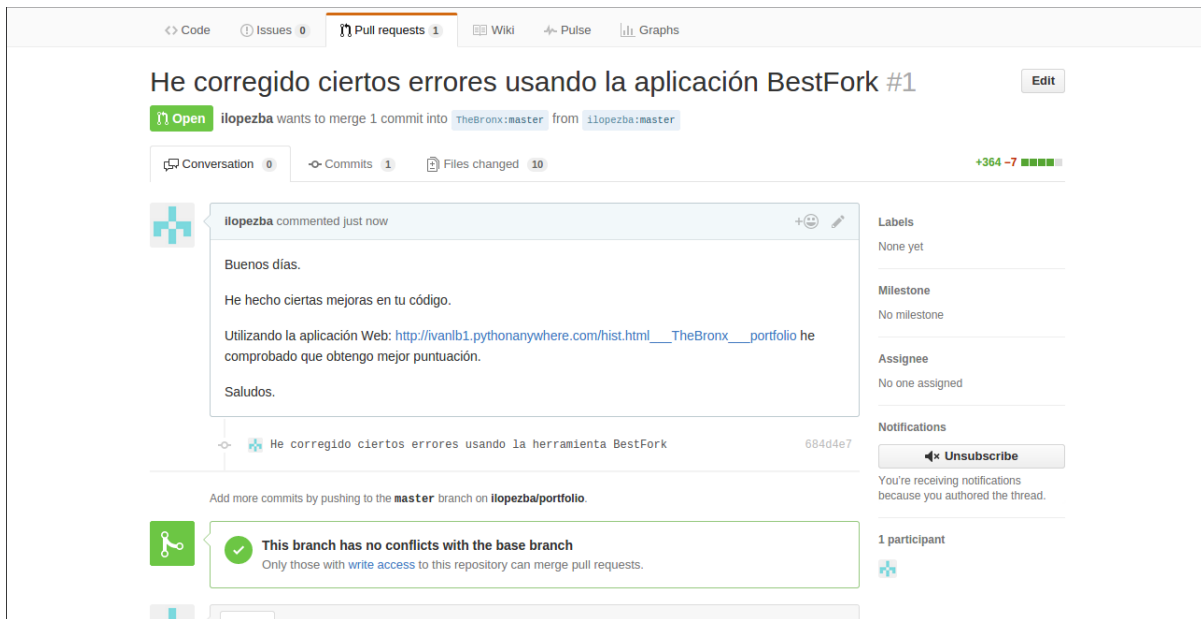 Code Issues 0 Pull requests 1 Wiki Pulse Graphs
He corregido ciertos errores usando la aplicación BestFork #1
Edit
Open ilopezba wants to merge 1 commit into TheBronx:master from ilopezba:master
Conversation 0 Commits 1 Files changed 10
+364 −7
ilopezba commented just now
Buenos días.
He hecho ciertas mejoras en tu código.
Utilizando la aplicación Web: http://ivanlb1.pythonanywhere.com/hist.html___TheBronx___portfolio he
comprobado que obtengo mejor puntuación.
Saludos.
He corregido ciertos errores usando la herramienta BestFork 684d4e7
Add more commits by pushing to the master branch on ilopezba/portfolio.
This branch has no conflicts with the base branch
Only those with write access to this repository can merge pull requests.
Labels
None yet
Milestone
No milestone
Assignee
No one assigned
Notifications
Unsubscribe
You're receiving notifications
because you authored the thread.
1 participant